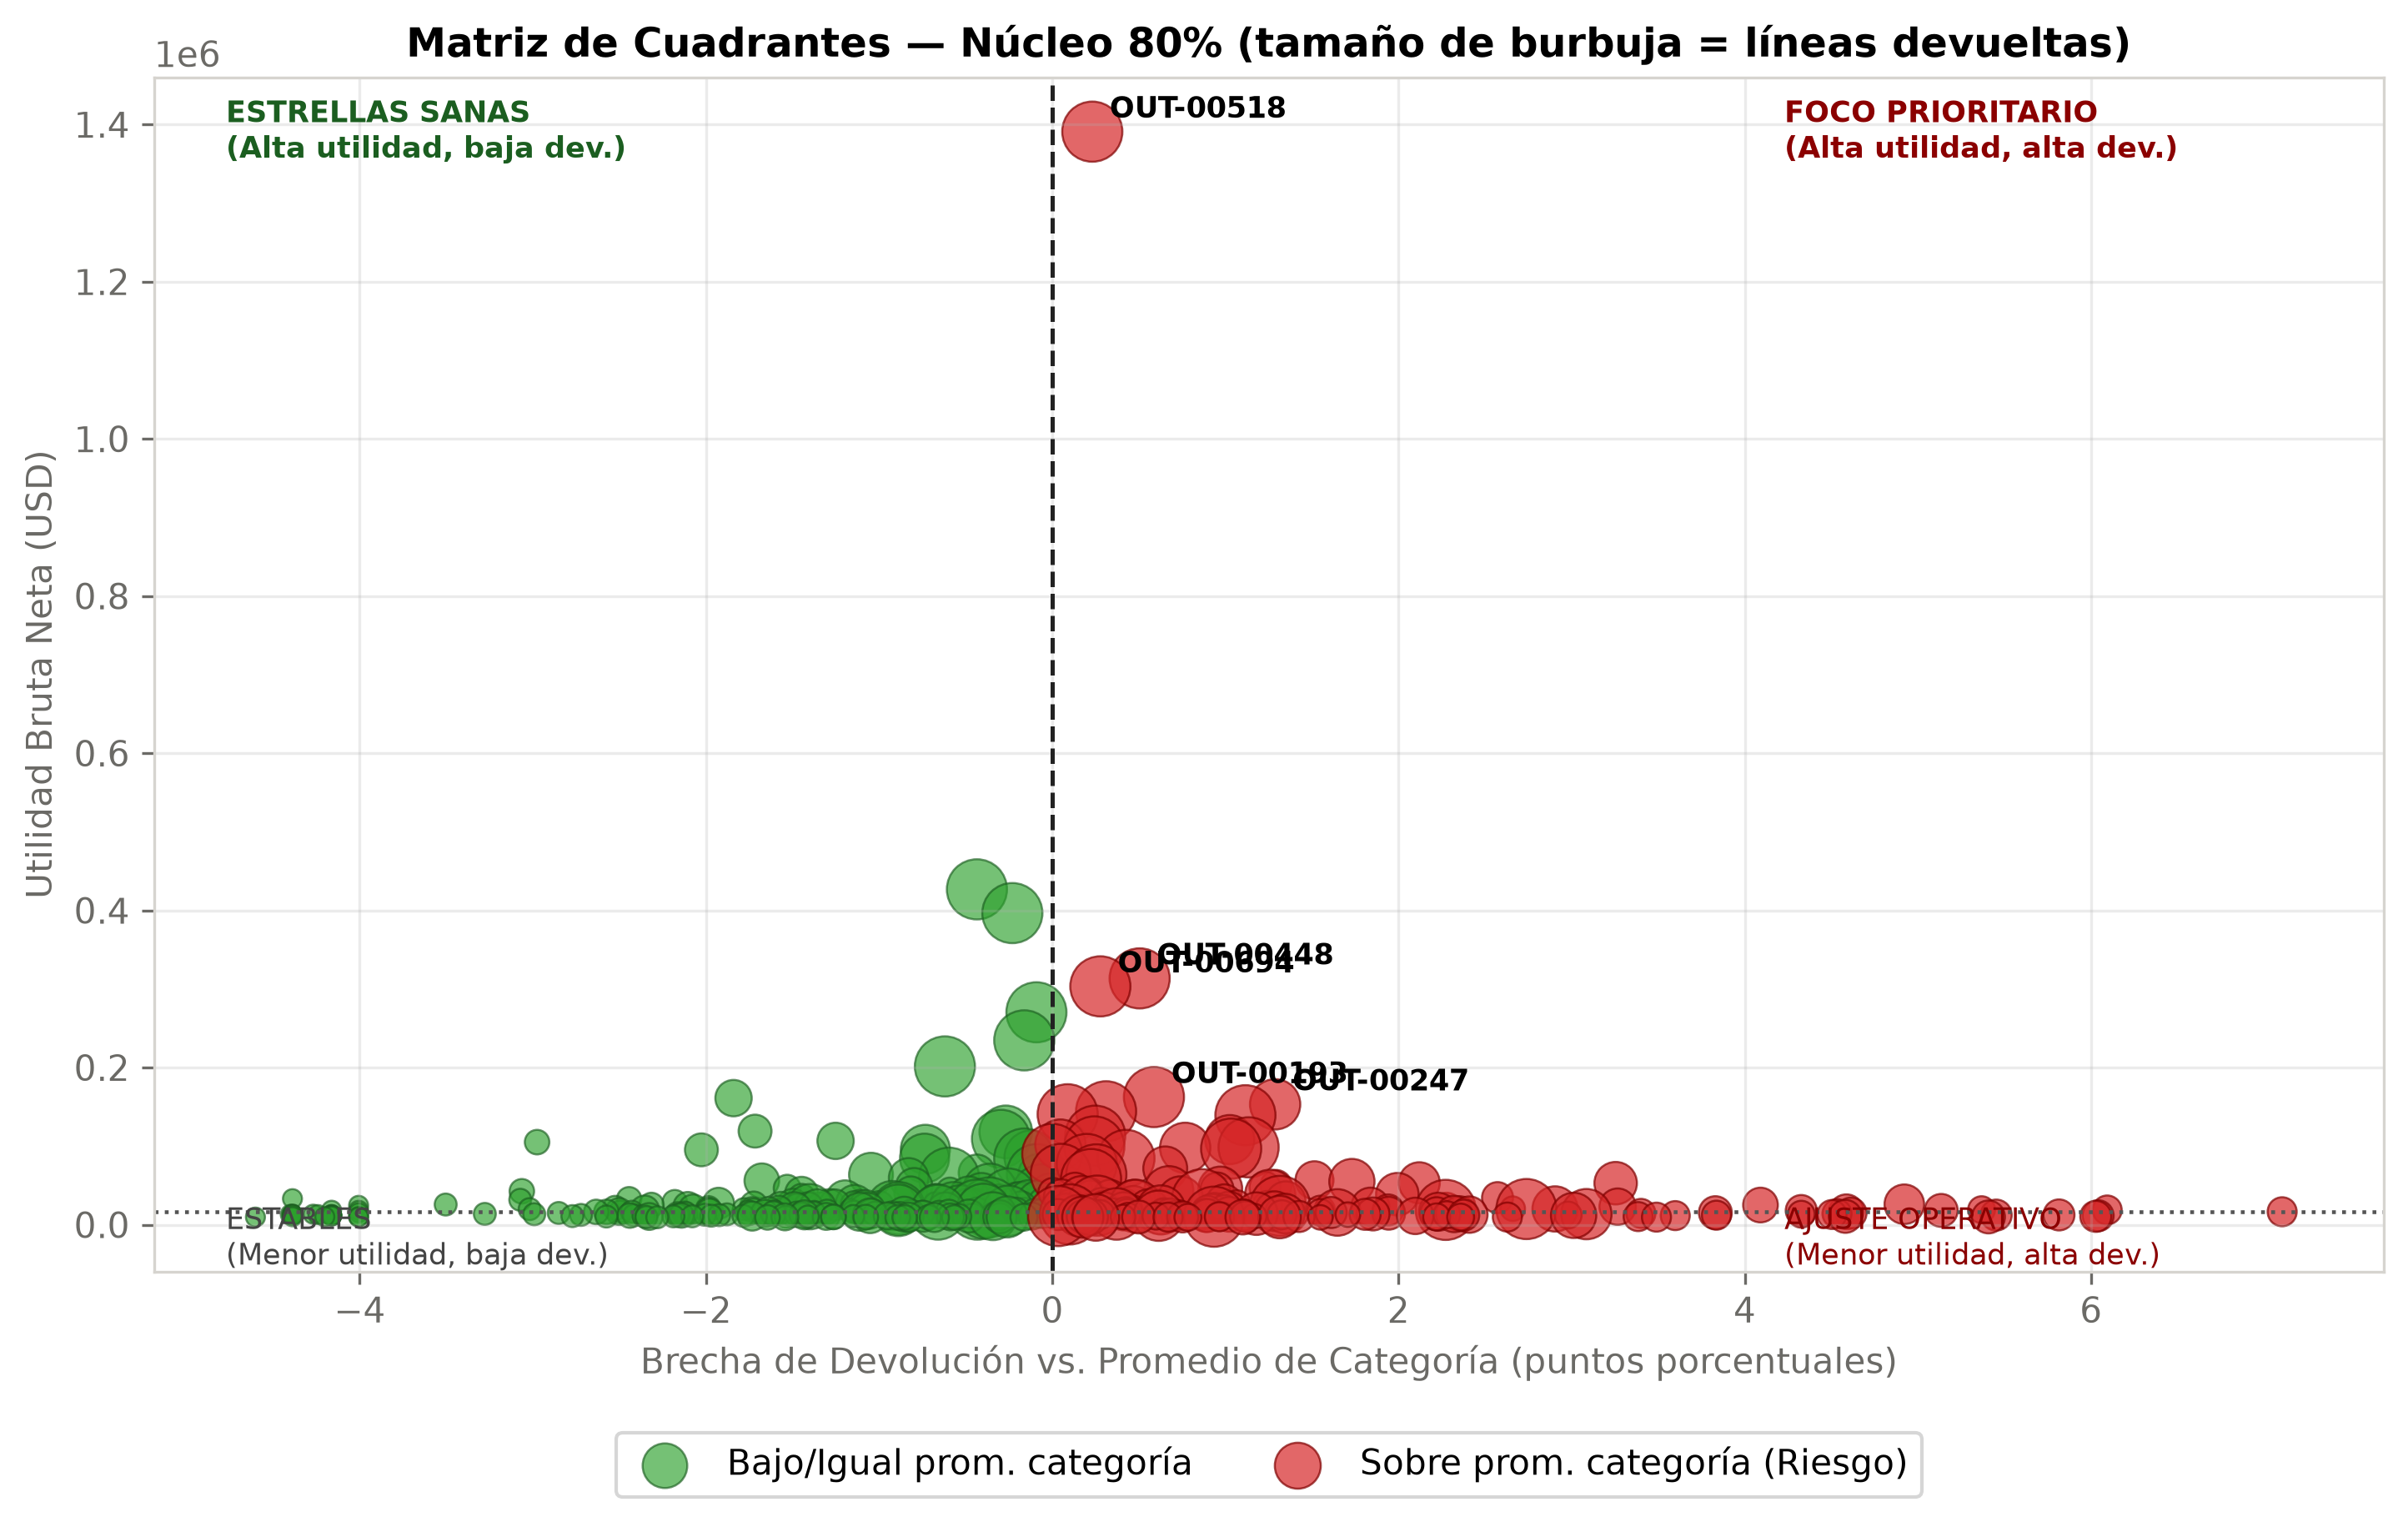 Matriz de Cuadrantes — Núcleo 80% (tamaño de burbuja = líneas devueltas)
1e6
ESTRELLAS SANAS
(Alta utilidad, baja dev.)
FOCO PRIORITARIO
(Alta utilidad, alta dev.)
OUT-00518
1.4
1.2
1.0
0.8
0.6
0.4
0.2
0.0
Utilidad Bruta Neta (USD)
OUT-00448
OUT-00694
OUT-00193
OUT-00247
ESTABLES
(Menor utilidad, baja dev.)
AJUSTE OPERATIVO
(Menor utilidad, alta dev.)
−4
−2
0
2
4
6
Brecha de Devolución vs. Promedio de Categoría (puntos porcentuales)
Bajo/Igual prom. categoría
Sobre prom. categoría (Riesgo)